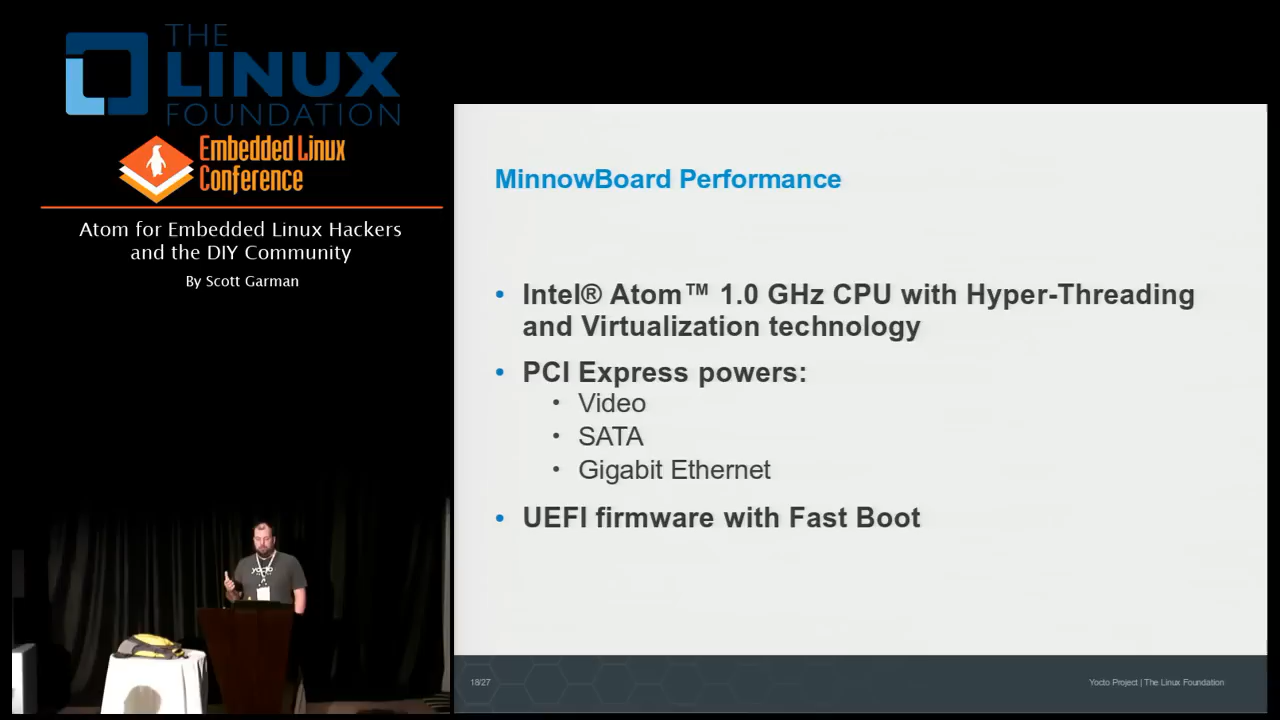 THE
LINUX
FOUNDATION
Embedded Linux
Conference
Atom for Embedded Linux Hackers
and the DIY Community
By Scott Garman
MinnowBoard Performance
• Intel® Atom™ 1.0 GHz CPU with Hyper-Threading
and Virtualization technology
• PCI Express powers:
• Video
• SATA
• Gigabit Ethernet
• UEFI firmware with Fast Boot
18/27
Yocto Project | The Linux Foundation
yocto